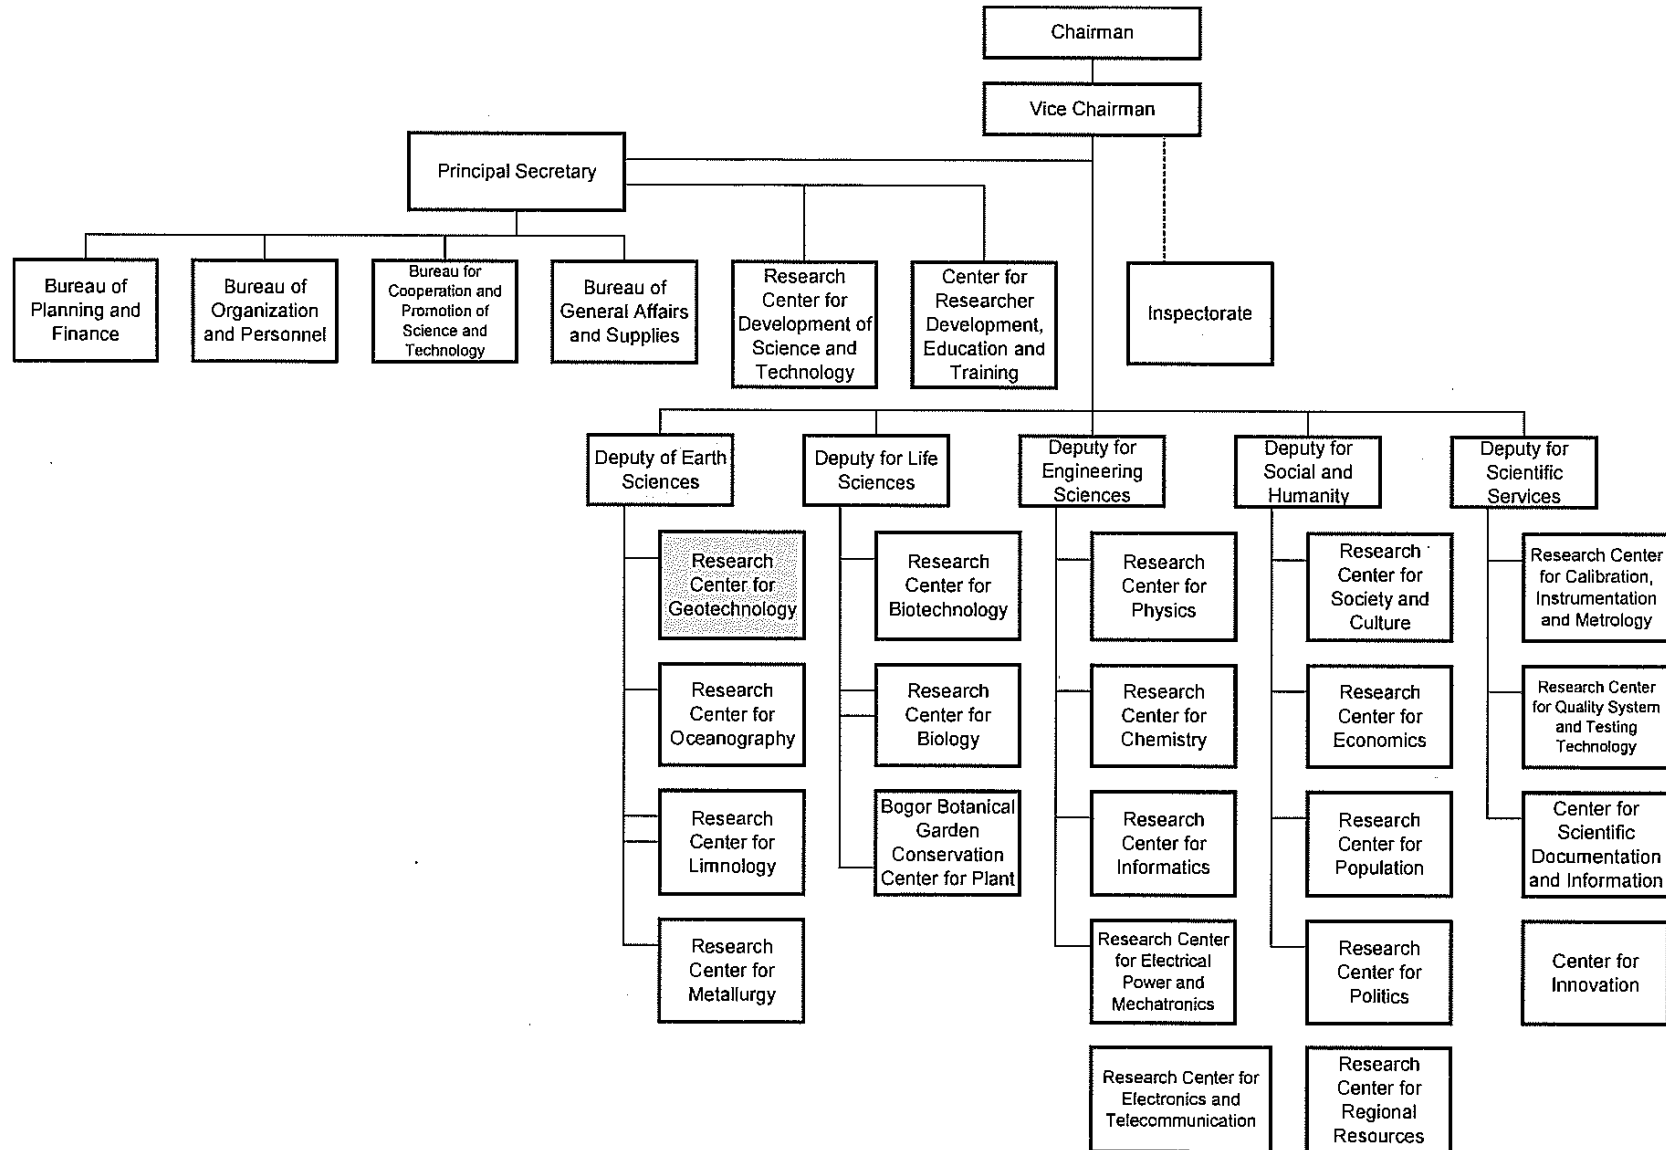 Chairman
Vice Chairman
Principal Secretary
Bureau of
Planning and
Finance
Bureau of
Organization
and Personnel
Bureau for
Cooperation and
Promotion of
Science and
Technology
Bureau of
General Affairs
and Supplies
Research
Center for
Development of
Science and
Technology
Center for
Researcher
Development,
Education and
Training
Inspectorate
Deputy of Earth
Sciences
Deputy for Life
Sciences
Deputy for
Engineering
Sciences
Deputy for
Social and
Humanity
Deputy for
Scientific
Services
Research
Center for
Geotechnology
Research
Center for
Biotechnology
Research
Center for
Physics
Research
Center for
Society and
Culture
Research Center
for Calibration,
Instrumentation
and Metrology
Research
Center for
Oceanography
Research
Center for
Biology
Research
Center for
Chemistry
Research
Center for
Economics
Research Center
for Quality System
and Testing
Technology
Research
Center for
Limnology
Bogor Botanical
Garden
Conservation
Center for Plant
Research
Center for
Informatics
Research
Center for
Population
Center for
Scientific
Documentation
and Information
Research
Center for
Metallurgy
Research Center
for Electrical
Power and
Mechatronics
Research
Center for
Politics
Center for
Innovation
Research Center for
Electronics and
Telecommunication
Research
Center for
Regional
Resources